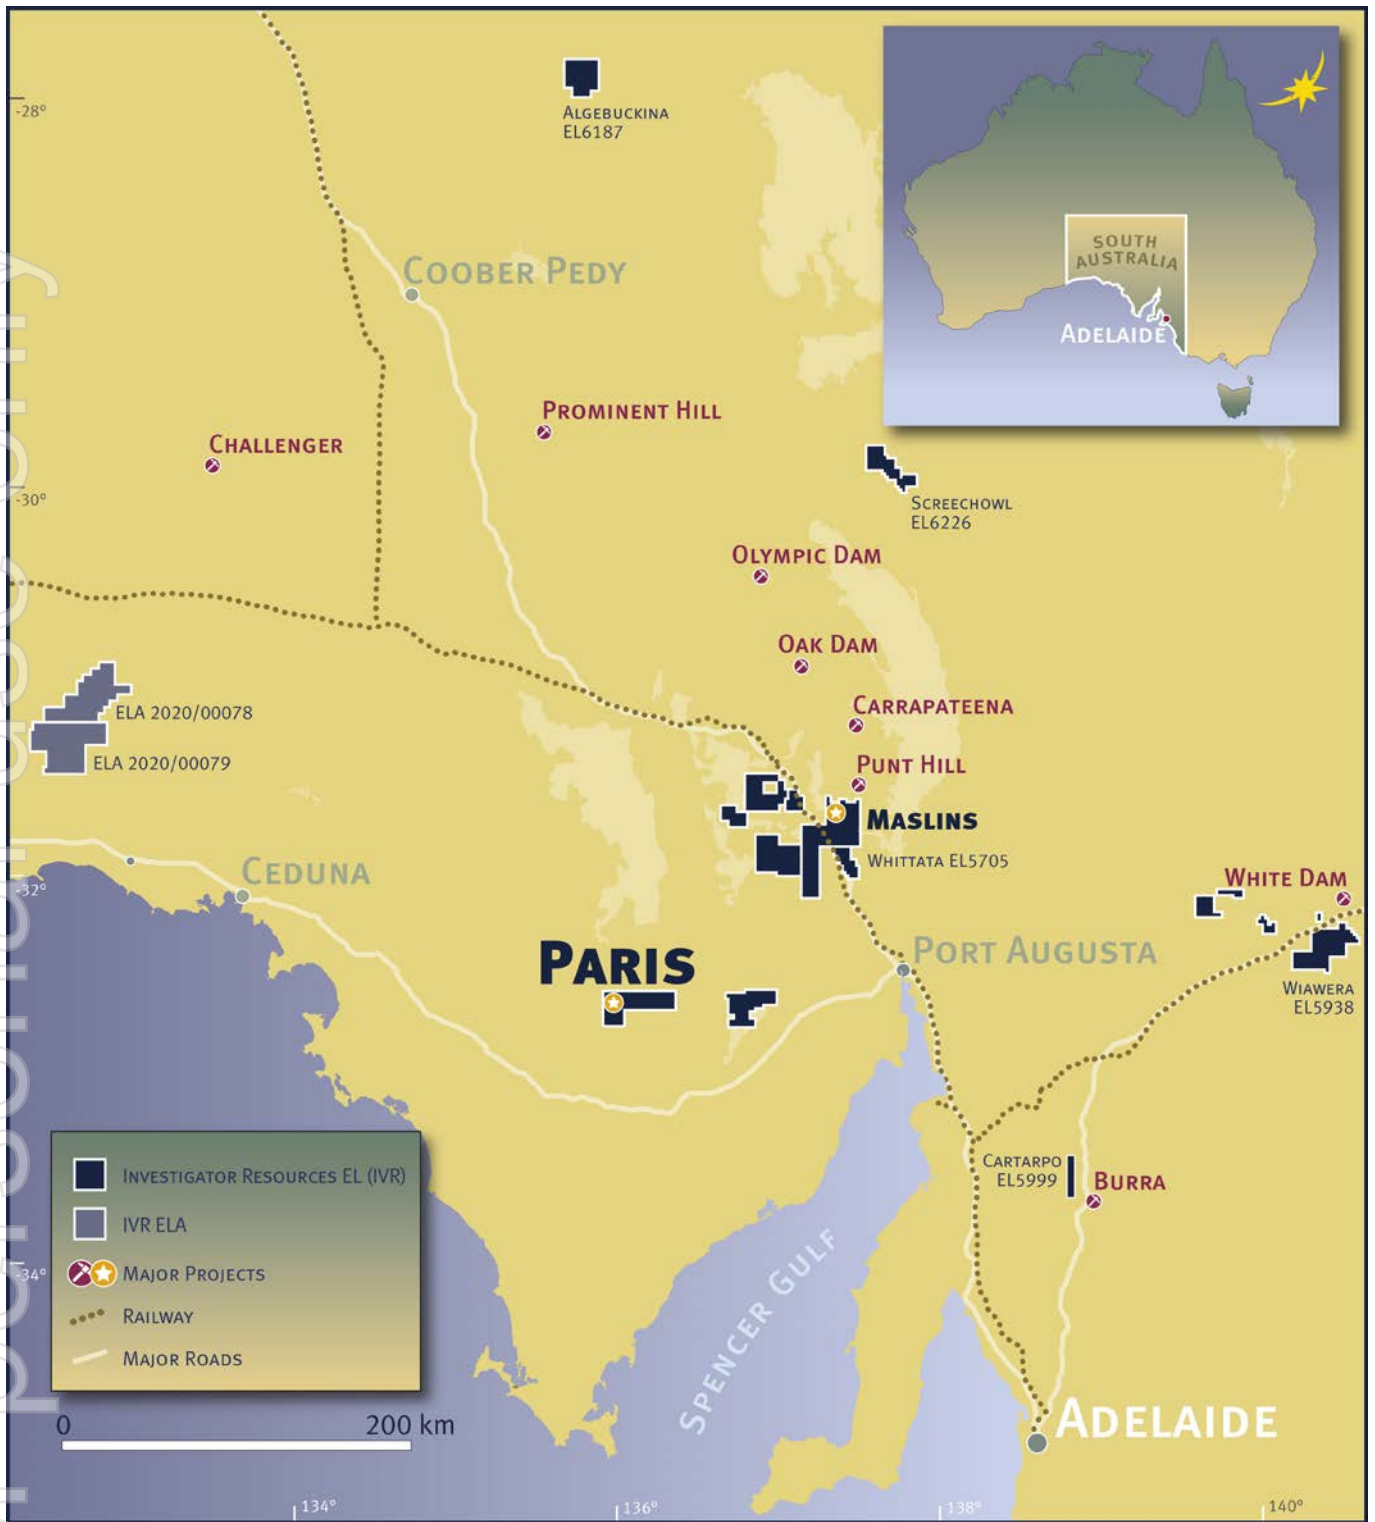 -28°
ALGEBUCKINA
EL6187
SOUTH
AUSTRALIA
ADELAIDE
COOBER PEDY
PROMINENT HILL
CHALLENGER
-30°
SCREECHOWL
EL6226
OLYMPIC DAM
OAK DAM
ELA 2020/00078
CARRAPATEENA
ELA 2020/00079
PUNT HILL
MASLINS
WHITTATA EL5705
CEDUNA
-32°
WHITE DAM
PARIS
PORT AUGUSTA
WIAWERA
EL5938
CARTARPO
EL5999
BURRA
INVESTIGATOR RESOURCES EL (IVR)
IVR ELA
-34°
MAJOR PROJECTS
RAILWAY
MAJOR ROADS
SPENCER GULF
0 200 km
ADELAIDE
134° 136° 138° 140°